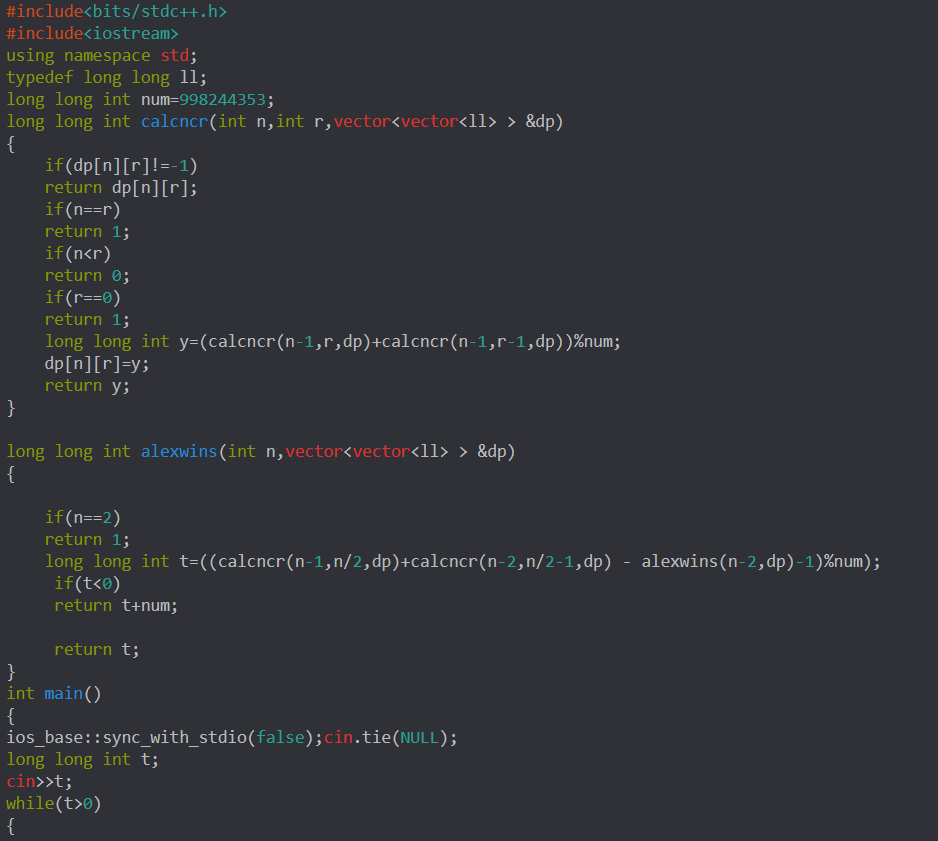 #include<bits/stdc++.h>
#include<iostream>
using namespace std;
typedef long long ll;
long long int num=998244353;
long long int calcncr(int n,int r,vector<vector<ll> > &dp)
{
    if(dp[n][r]!=-1)
    return dp[n][r];
    if(n==r)
    return 1;
    if(n<r)
    return 0;
    if(r==0)
    return 1;
    long long int y=(calcncr(n-1,r,dp)+calcncr(n-1,r-1,dp))%num;
    dp[n][r]=y;
    return y;
}

long long int alexwins(int n,vector<vector<ll> > &dp)
{

    if(n==2)
    return 1;
    long long int t=((calcncr(n-1,n/2,dp)+calcncr(n-2,n/2-1,dp) - alexwins(n-2,dp)-1)%num);
     if(t<0)
     return t+num;

     return t;
}
int main()
{
ios_base::sync_with_stdio(false);cin.tie(NULL);
long long int t;
cin>>t;
while(t>0)
{